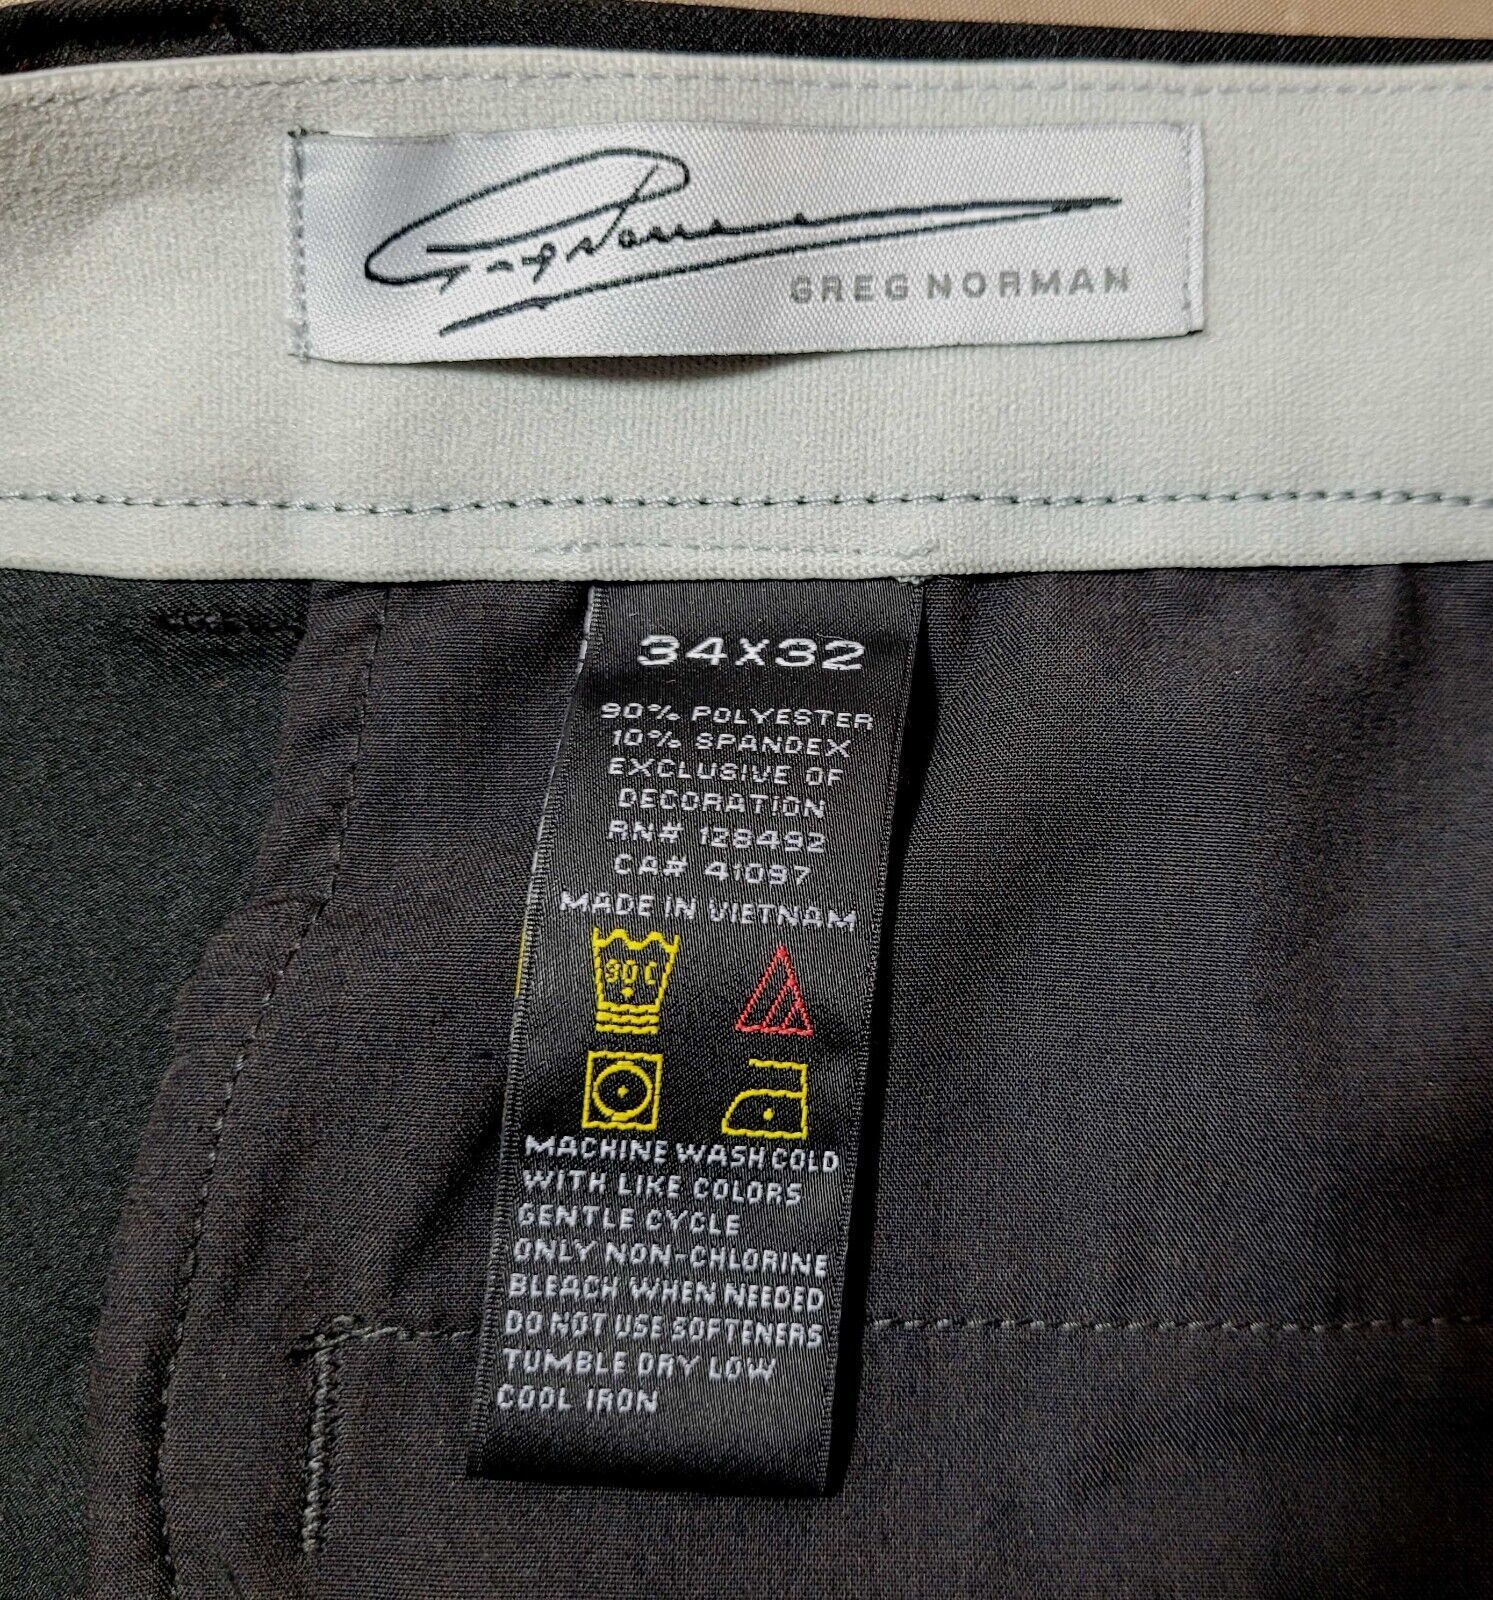 Greg Norman
GREG NORMAN
34X32
90% POLYESTER
10% SPANDEX
EXCLUSIVE OF
DECORATION
RN# 128492
CA# 41097
MADE IN VIETNAM
30 C
MACHINE WASH COLD
WITH LIKE COLORS
GENTLE CYCLE
ONLY NON-CHLORINE
BLEACH WHEN NEEDED
DO NOT USE SOFTENERS
TUMBLE DRY LOW
COOL IRON